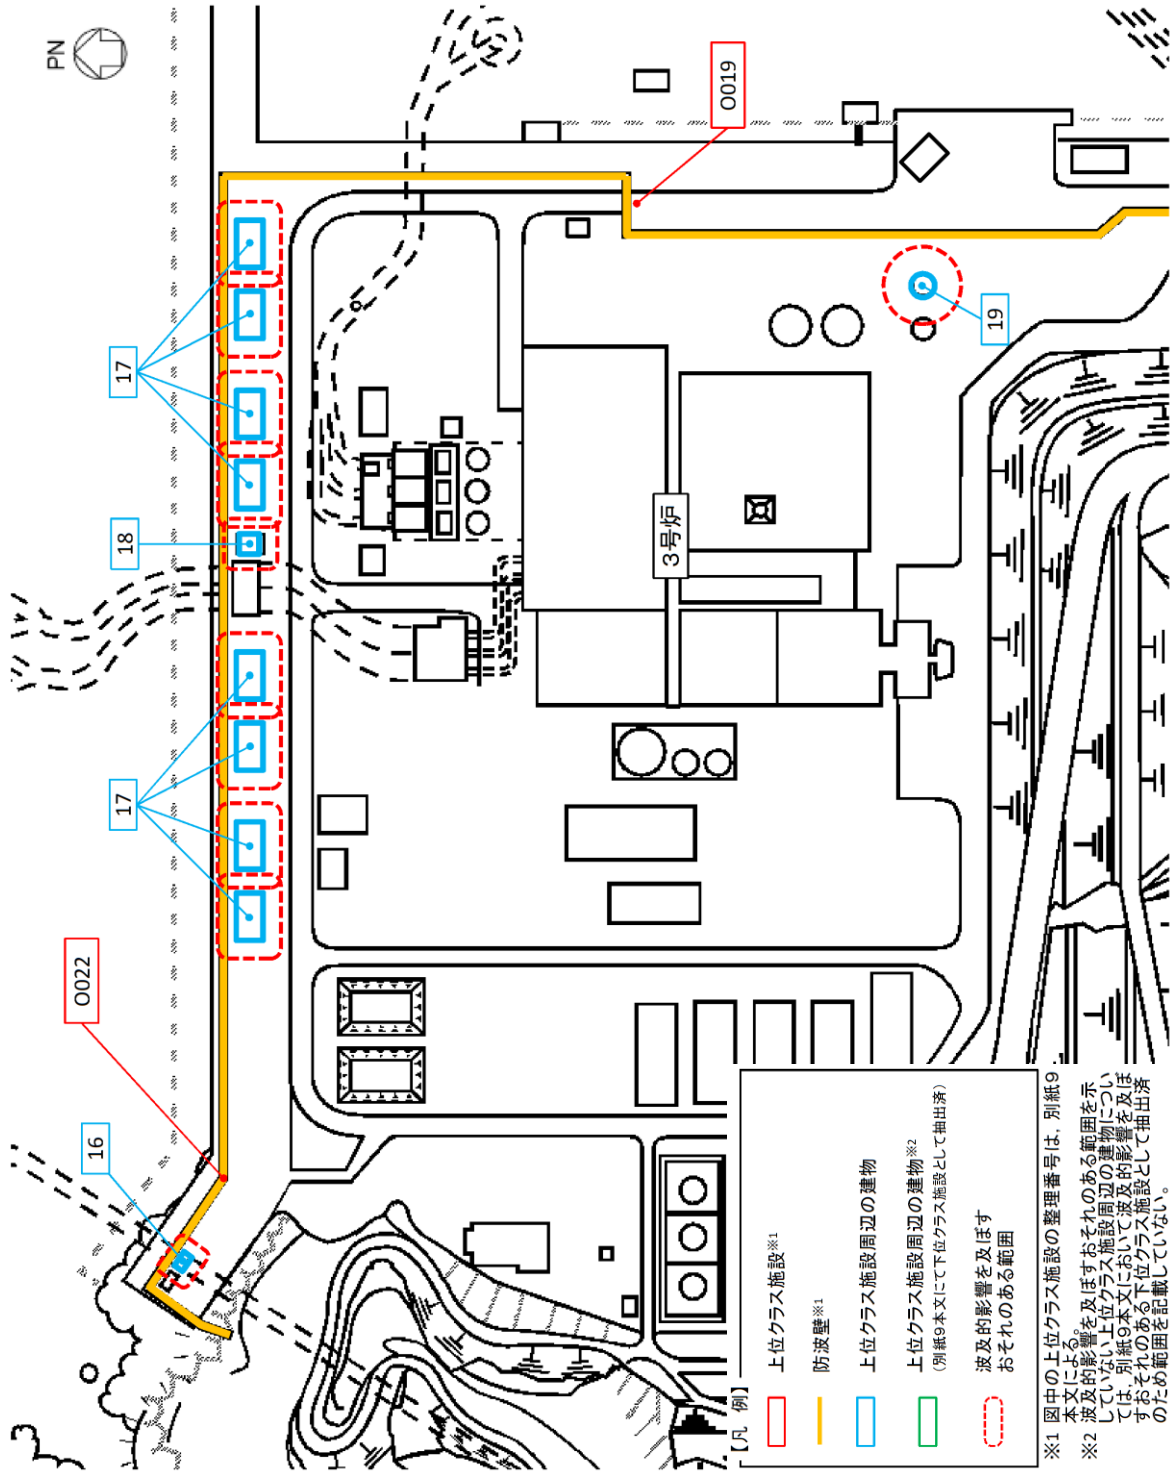 PN
O019
17
18
17
O022
16
19
3号炉
【凡 例】
上位クラス施設※1
防波壁※1
上位クラス施設周辺の建物
上位クラス施設周辺の建物※2
(別紙9本文にて下位クラス施設として抽出済)
波及的影響を及ぼす
おそれのある範囲
※1 図中の上位クラス施設の整理番号は，別紙9
本文による。
※2 波及的影響を及ぼすおそれのある範囲を示
していない上位クラス施設周辺の建物につい
ては，別紙9本文において波及的影響を及ぼ
すおそれのある下位クラス施設として抽出済
のため範囲を記載していない。